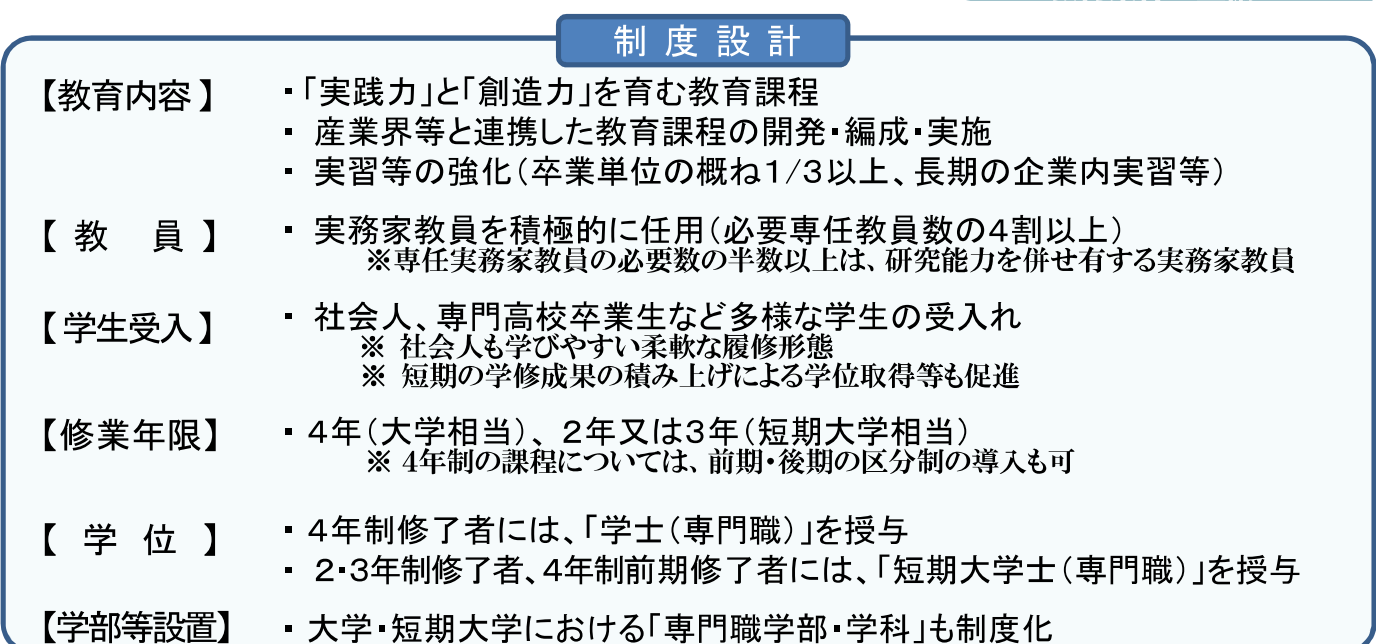 制度設計
【教育内容】 ・「実践力」と「創造力」を育む教育課程
・ 産業界等と連携した教育課程の開発・編成・実施
・ 実習等の強化(卒業単位の概ね1/3以上、長期の企業内実習等)
【 教　員 】 ・ 実務家教員を積極的に任用(必要専任教員数の4割以上)
※専任実務家教員の必要数の半数以上は、研究能力を併せ有する実務家教員
【学生受入】 ・ 社会人、専門高校卒業生など多様な学生の受入れ
※ 社会人も学びやすい柔軟な履修形態
※ 短期の学修成果の積み上げによる学位取得等も促進
【修業年限】 ・4年(大学相当)、2年又は3年(短期大学相当)
※ 4年制の課程については、前期・後期の区分制の導入も可
【 学 位 】 ・4年制修了者には、「学士(専門職)」を授与
・ 2・3年制修了者、4年制前期修了者には、「短期大学士(専門職)」を授与
【学部等設置】 ・大学・短期大学における「専門職学部・学科」も制度化